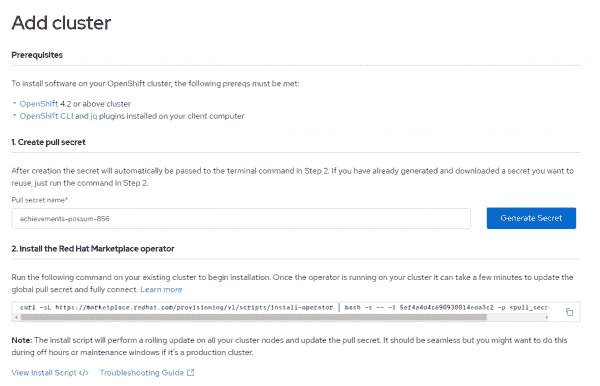 Add cluster
Prerequisites
To install software on your OpenShift cluster, the following prereqs must be met:
• OpenShift 4.2 or above cluster
• OpenShift CLI and jq plugins installed on your client computer
1. Create pull secret
After creation the secret will automatically be passed to the terminal command in Step 2. If you have already generated and downloaded a secret you want to
reuse, just run the command in Step 2.
Pull secret name*
achievements-possum-856
Generate Secret
2. Install the Red Hat Marketplace operator
Run the following command on your existing cluster to begin installation. Once the operator is running on your cluster it can take a few minutes to update the
global pull secret and fully connect. Learn more
curl -sL https://marketplace.redhat.com/provisioning/v1/scripts/install-operator | bash -s -- -i -p <pull_secr
Note: The install script will perform a rolling update on all your cluster nodes and update the pull secret. It should be seamless but you might want to do this
during off hours or maintenance windows if it's a production cluster.
View Install Script </> Troubleshooting Guide